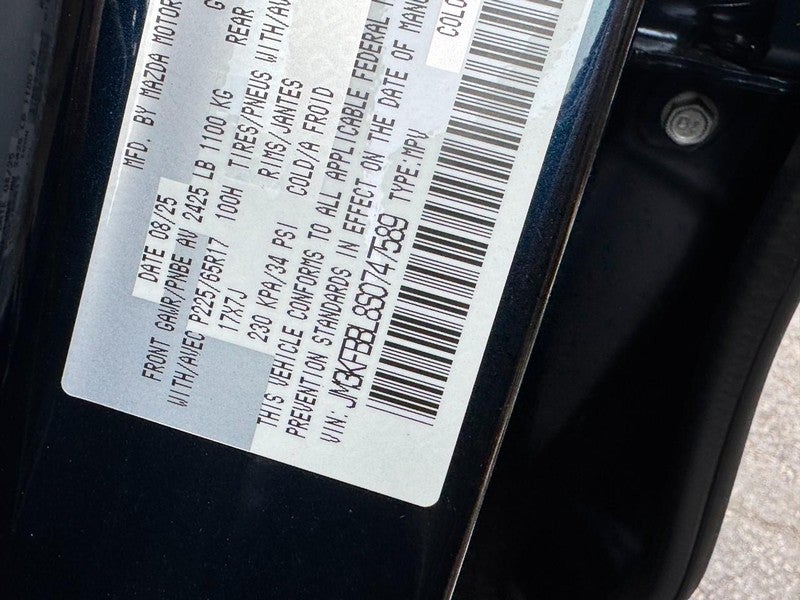 MFD. BY MAZDA MOTOR
DATE 08/25
FRONT GAWR/PNBE AV 2425 LB 1100 KG
REAR
WITH/AVEC P225/65R17 100H TIRES/PNEUS WITH/AV
17X7J RIMS/JANTES
230 KPA/34 PSI COLD/A FROID
COLD
THIS VEHICLE CONFORMS TO ALL APPLICABLE FEDERAL
PREVENTION STANDARDS IN EFFECT ON THE DATE OF MANU
VIN: JM3KFBBL8S0747589 TYPE: MPV